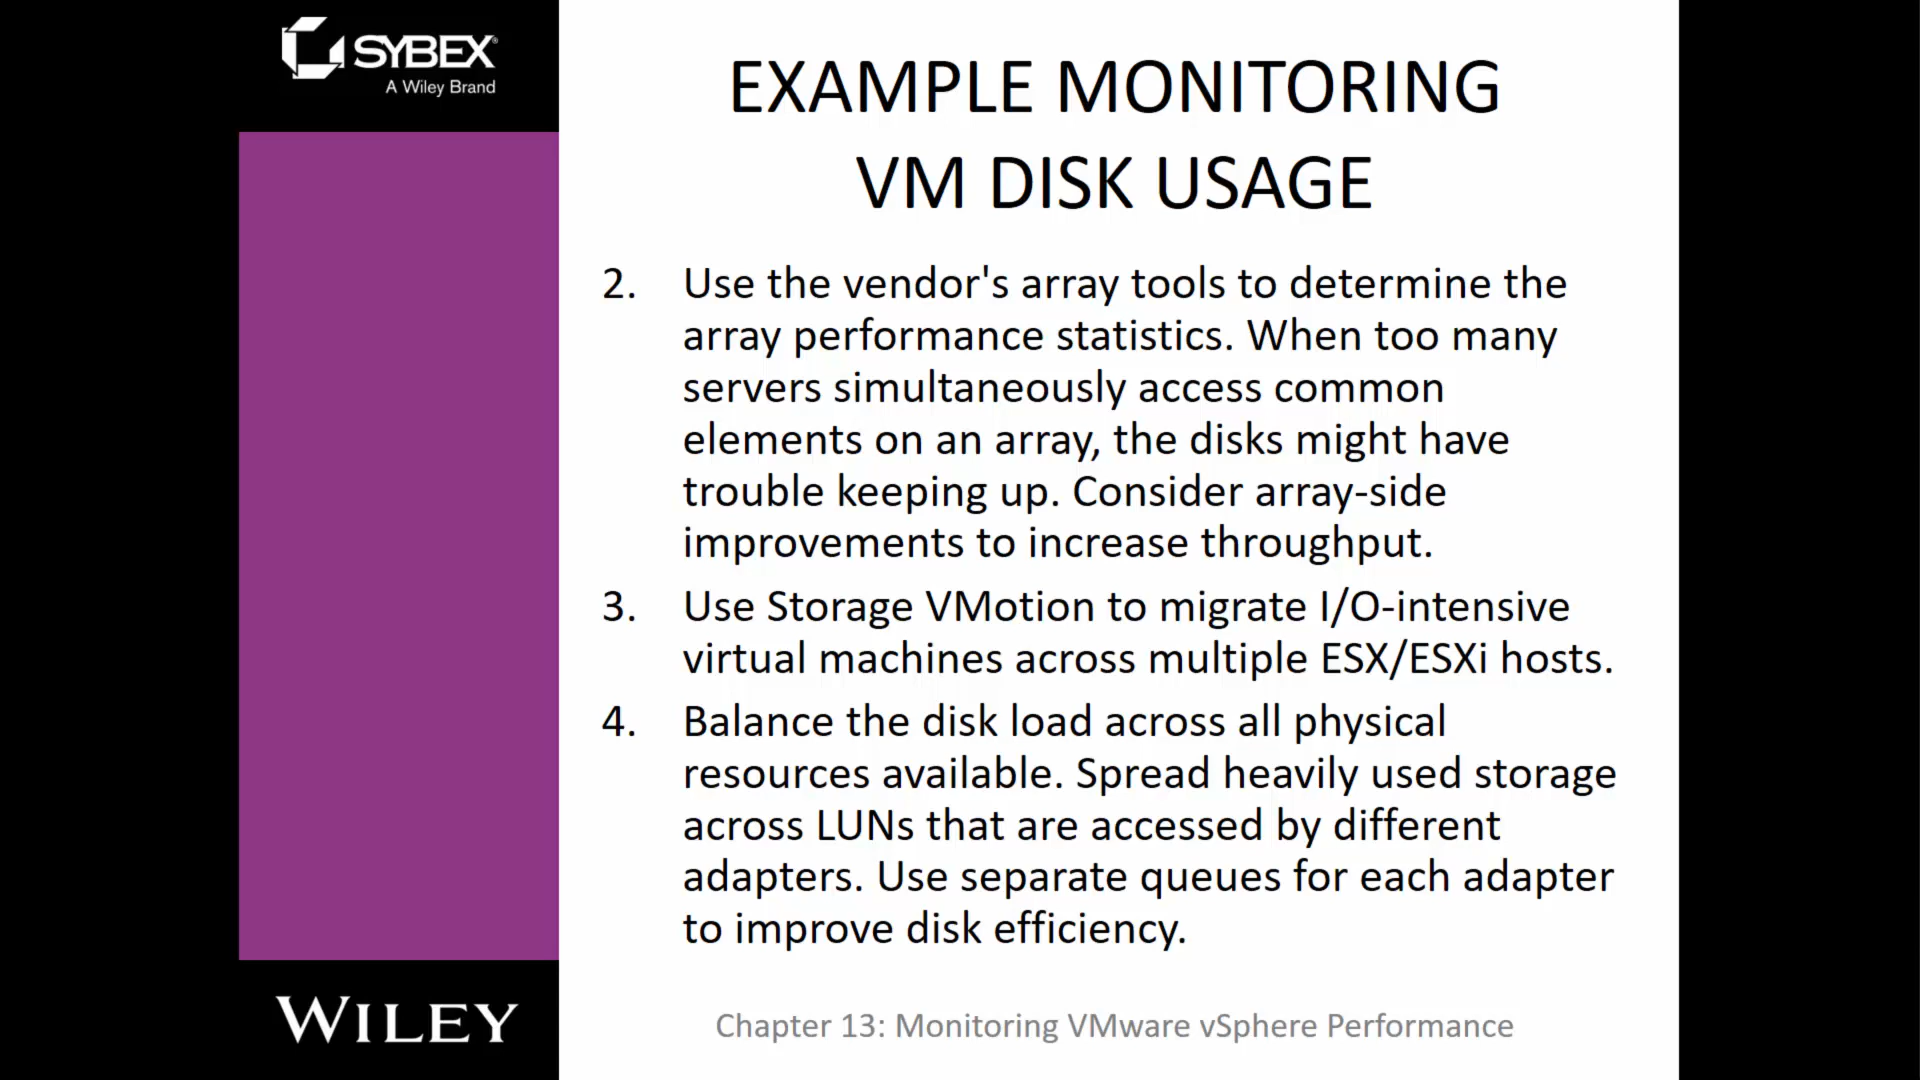 SYBEX®
A Wiley Brand
EXAMPLE MONITORING
VM DISK USAGE
2. Use the vendor's array tools to determine the
array performance statistics. When too many
servers simultaneously access common
elements on an array, the disks might have
trouble keeping up. Consider array-side
improvements to increase throughput.
3. Use Storage VMotion to migrate I/O-intensive
virtual machines across multiple ESX/ESXi hosts.
4. Balance the disk load across all physical
resources available. Spread heavily used storage
across LUNs that are accessed by different
adapters. Use separate queues for each adapter
to improve disk efficiency.
WILEY
Chapter 13: Monitoring VMware vSphere Performance